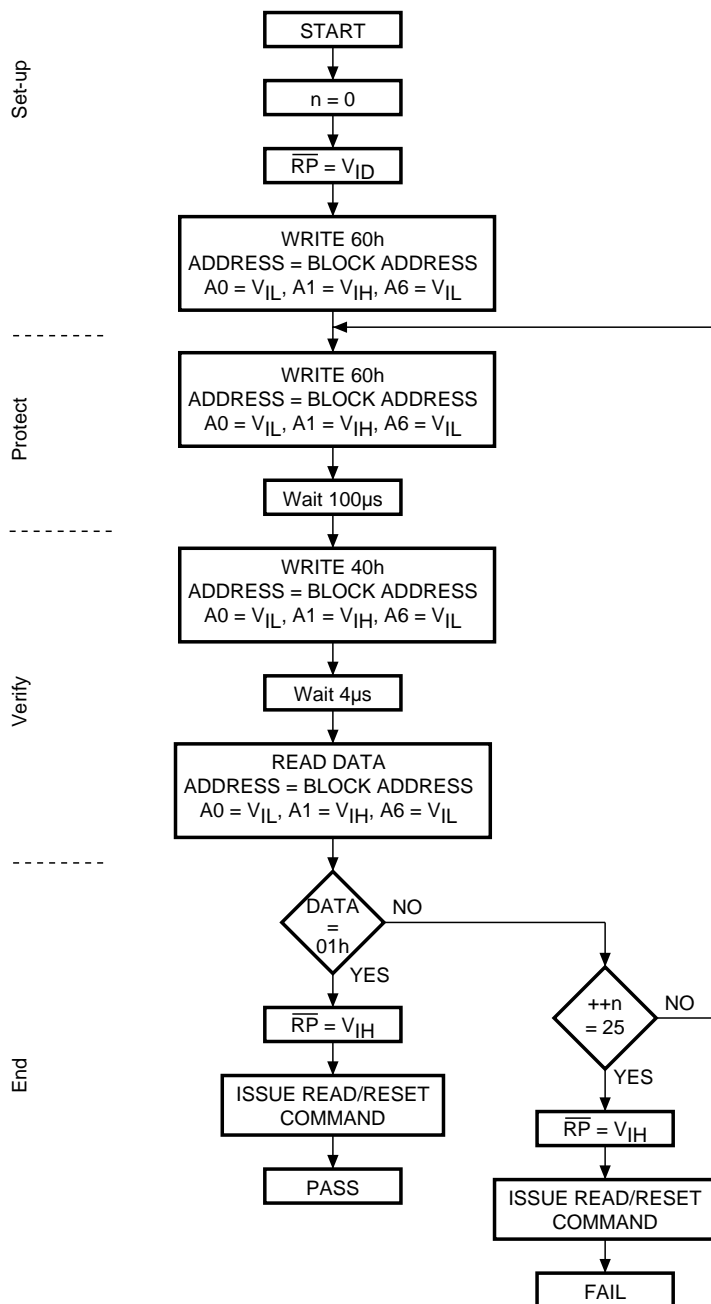 Set-up
START
n = 0
RP = VID
WRITE 60h
ADDRESS = BLOCK ADDRESS
A0 = VIL, A1 = VIH, A6 = VIL
Protect
WRITE 60h
ADDRESS = BLOCK ADDRESS
A0 = VIL, A1 = VIH, A6 = VIL
Wait 100µs
Verify
WRITE 40h
ADDRESS = BLOCK ADDRESS
A0 = VIL, A1 = VIH, A6 = VIL
Wait 4µs
READ DATA
ADDRESS = BLOCK ADDRESS
A0 = VIL, A1 = VIH, A6 = VIL
End
DATA
=
01h
NO
YES
RP = VIH
ISSUE READ/RESET
COMMAND
PASS
++n
= 25
NO
YES
RP = VIH
ISSUE READ/RESET
COMMAND
FAIL